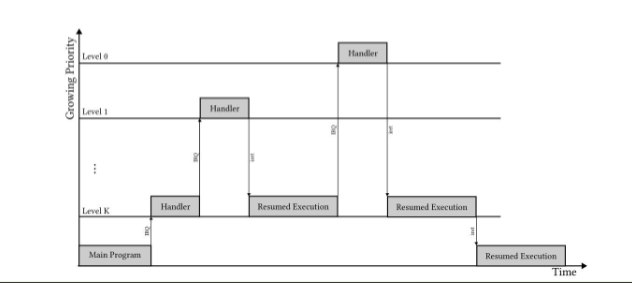 Growing Priority
Level 0
Handler
Level 1
Handler
IRQ
iret
IRQ
iret
⋮
Level K
Handler
Resumed Execution
Resumed Execution
IRQ
iret
Main Program
Resumed Execution
Time